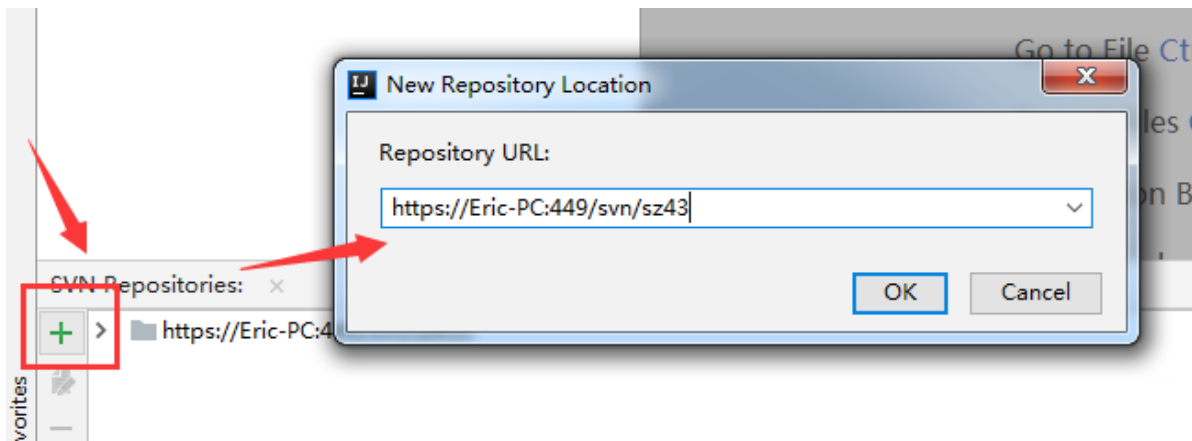 Go to File Ct
New Repository Location
les
Repository URL:
on B
https://Eric-PC:449/svn/sz43
SVN Repositories:
OK
Cancel
https://Eric-PC:4
vorites